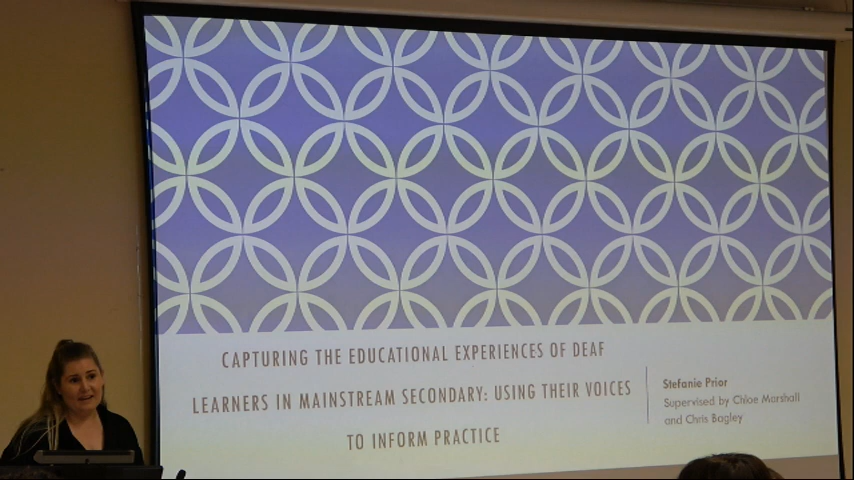 CAPTURING THE EDUCATIONAL EXPERIENCES OF DEAF
LEARNERS IN MAINSTREAM SECONDARY: USING THEIR VOICES
TO INFORM PRACTICE
Stefanie Prior
Supervised by Chloe Marshall
and Chris Bagley